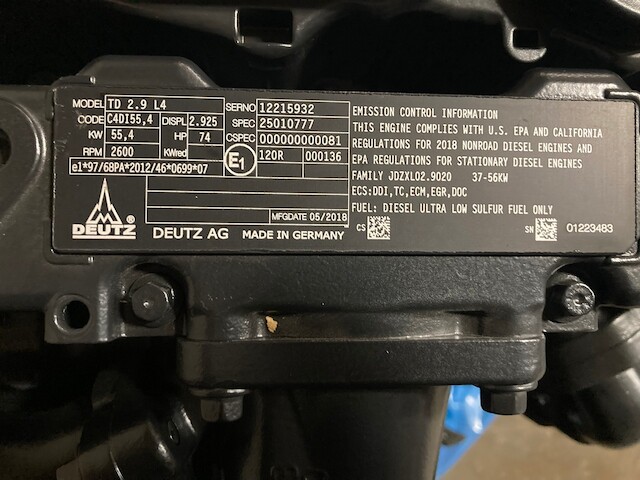 MODEL TD 2.9 L4
CODE C4DI55,4 DISPL 2.925
KW 55,4 HP 74
RPM 2600 KWred
e1*97/68PA*2012/46*0699*07
SERNO 12215932
SPEC 25010777
CSPEC 000000000081
E1 120R 000136
MFGDATE 05/2018
DEUTZ ®
DEUTZ AG MADE IN GERMANY
EMISSION CONTROL INFORMATION
THIS ENGINE COMPLIES WITH U.S. EPA AND CALIFORNIA
REGULATIONS FOR 2018 NONROAD DIESEL ENGINES AND
EPA REGULATIONS FOR STATIONARY DIESEL ENGINES
FAMILY JDZXL02.9020 37-56KW
ECS:DDI,TC,ECM,EGR,DOC
FUEL: DIESEL ULTRA LOW SULFUR FUEL ONLY
CS SN 01223483